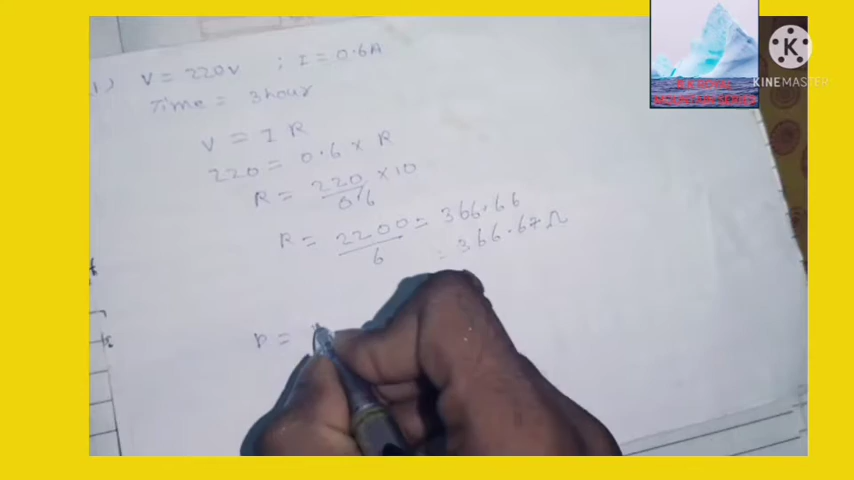 1) V = 220V ; I = 0.6A
Time = 3 hour
V = I R
220 = 0.6 × R
R = 220/0.6 × 10
R = 2200/6 = 366.66
= 366.67 Ω
P =
KINEMASTER